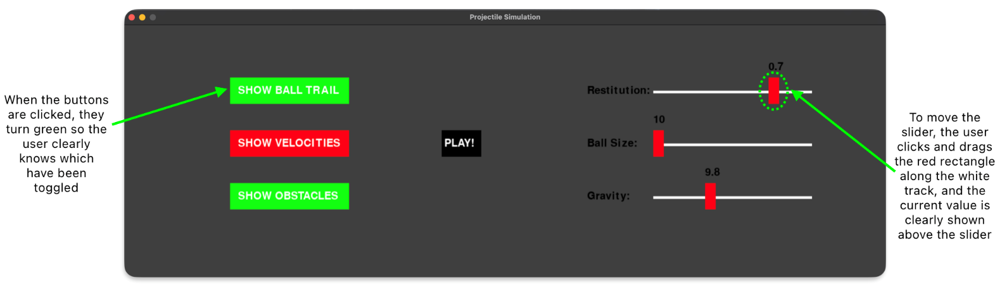 Projectile Simulation
When the buttons
are clicked, they
turn green so the
user clearly
knows which
have been
toggled
SHOW BALL TRAIL
SHOW VELOCITIES
SHOW OBSTACLES
PLAY!
0.7
Restitution:
10
Ball Size:
9.8
Gravity:
To move the
slider, the user
clicks and drags
the red rectangle
along the white
track, and the
current value is
clearly shown
above the slider